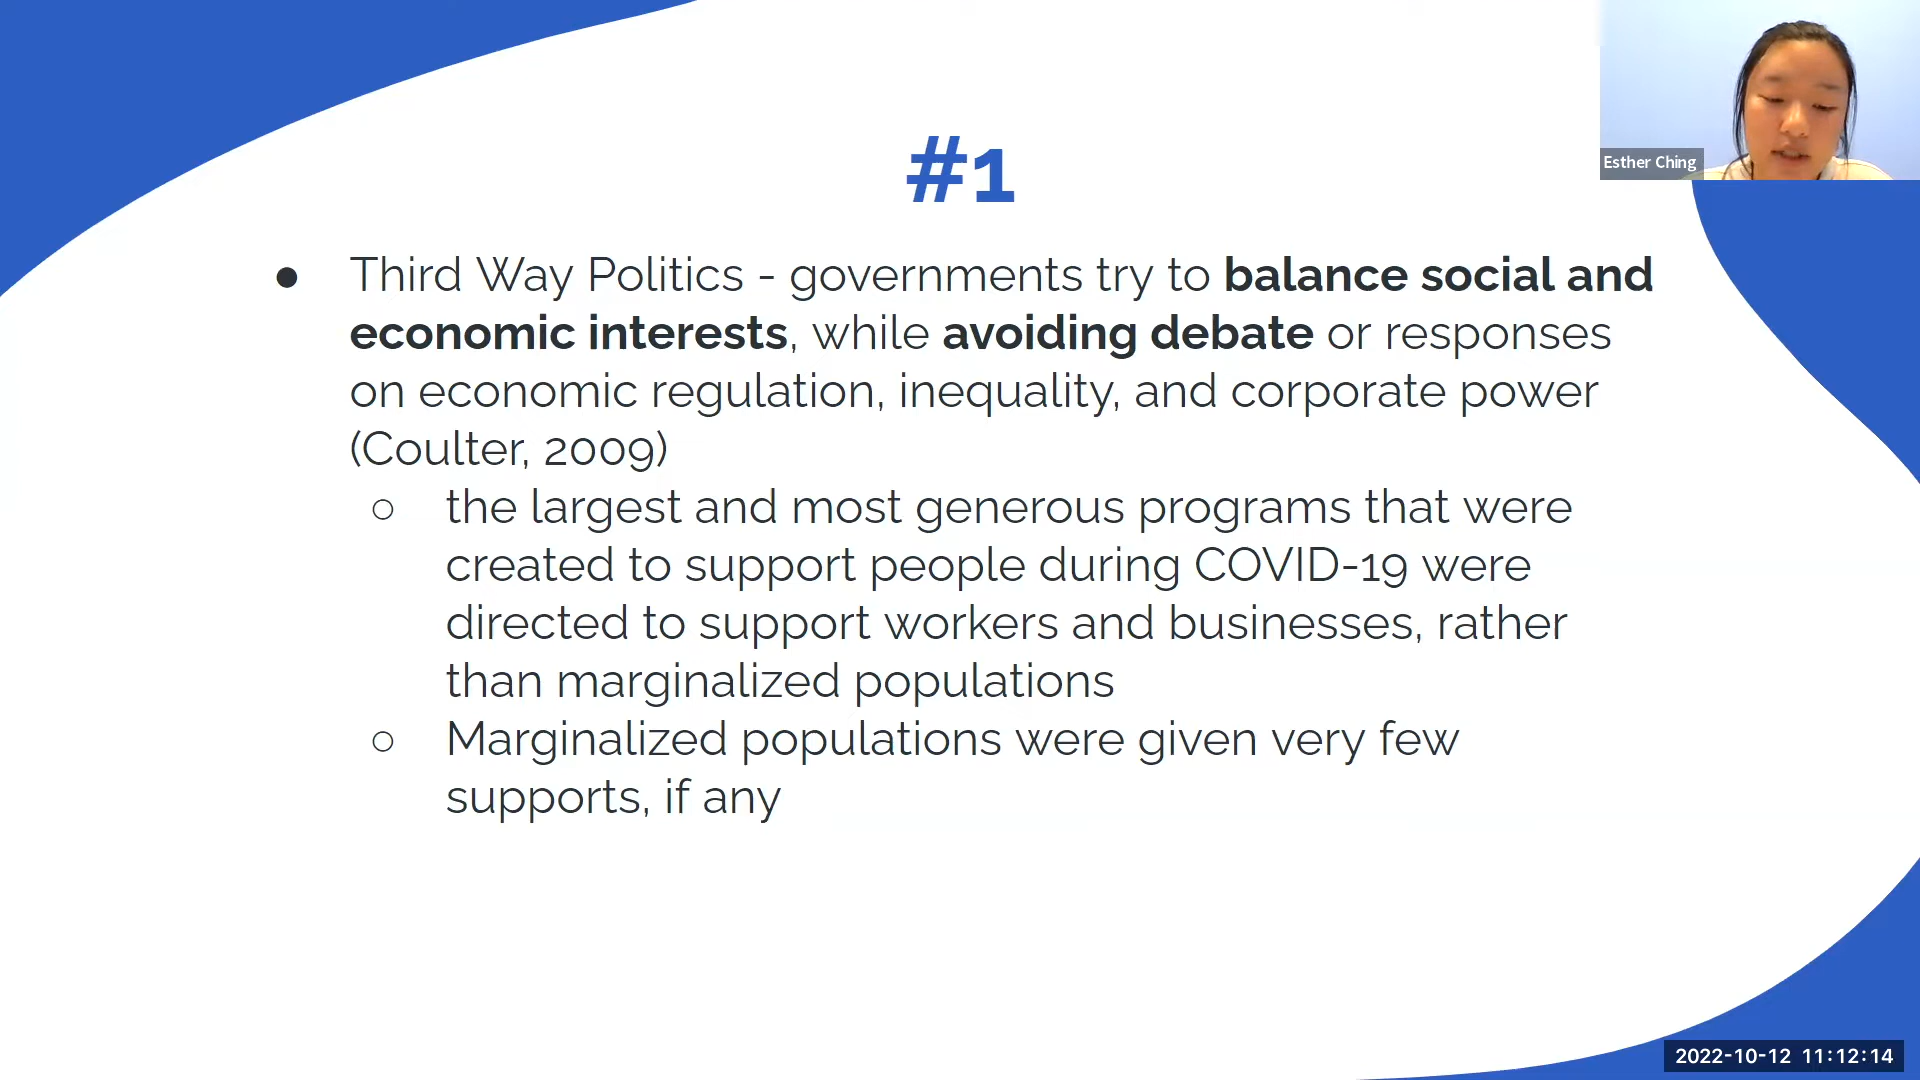 #1
Esther Ching
● Third Way Politics - governments try to balance social and
economic interests, while avoiding debate or responses
on economic regulation, inequality, and corporate power
(Coulter, 2009)
○ the largest and most generous programs that were
created to support people during COVID-19 were
directed to support workers and businesses, rather
than marginalized populations
○ Marginalized populations were given very few
supports, if any
2022-10-12 11:12:14